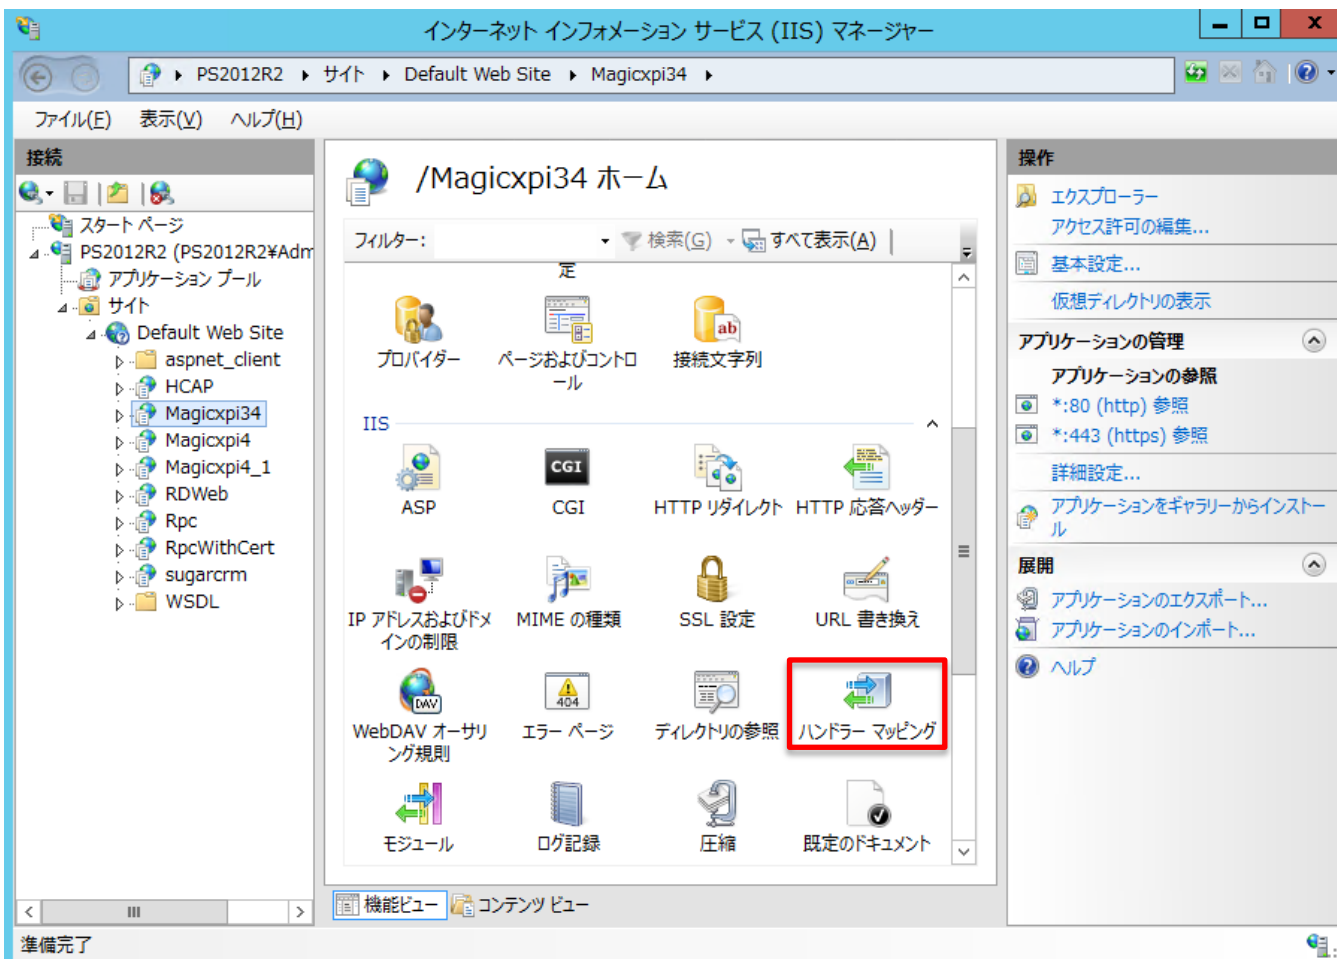 インターネット インフォメーション サービス (IIS) マネージャー
PS2012R2 サイト Default Web Site Magicxpi34
ファイル(F) 表示(V) ヘルプ(H)
接続
スタート ページ
PS2012R2 (PS2012R2¥Adm
アプリケーション プール
サイト
Default Web Site
aspnet_client
HCAP
Magicxpi34
Magicxpi4
Magicxpi4_1
RDWeb
Rpc
RpcWithCert
sugarcrm
WSDL
/Magicxpi34 ホーム
フィルター: 検索(G) すべて表示(A)
定
プロバイダー
ページおよびコントロ
ール
接続文字列
ab
IIS
ASP
CGI
CGI
HTTP リダイレクト
HTTP 応答ヘッダー
IP アドレスおよびドメ
インの制限
MIME の種類
SSL 設定
URL 書き換え
DAV
WebDAV オーサリ
ング規則
404
エラー ページ
ディレクトリの参照
ハンドラー マッピング
モジュール
ログ記録
圧縮
既定のドキュメント
機能ビュー コンテンツ ビュー
操作
エクスプローラー
アクセス許可の編集...
基本設定...
仮想ディレクトリの表示
アプリケーションの管理
アプリケーションの参照
*:80 (http) 参照
*:443 (https) 参照
詳細設定...
アプリケーションをギャラリーからインストー
ル
展開
アプリケーションのエクスポート...
アプリケーションのインポート...
ヘルプ
準備完了